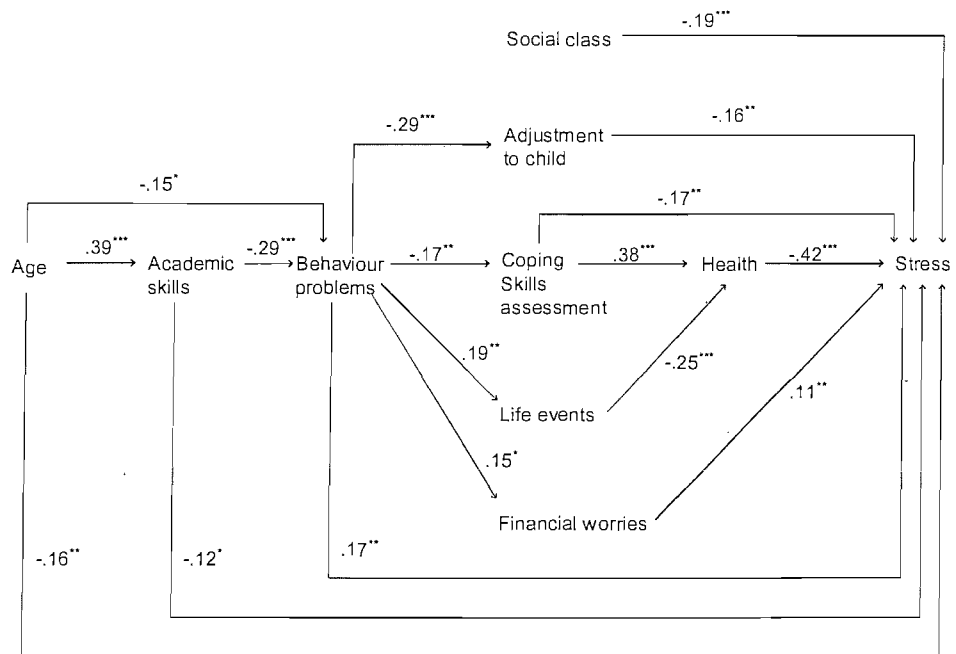 -.19***
Social class
-.29***
Adjustment
to child
-.16**
-.15*
-.17**
Age
.39***
Academic
skills
-.29***
Behaviour
problems
-.17**
Coping
Skills
assessment
.38***
Health
-.42***
Stress
.19**
-.25***
Life events
.11**
.15*
Financial worries
-.16**
-.12*
.17**